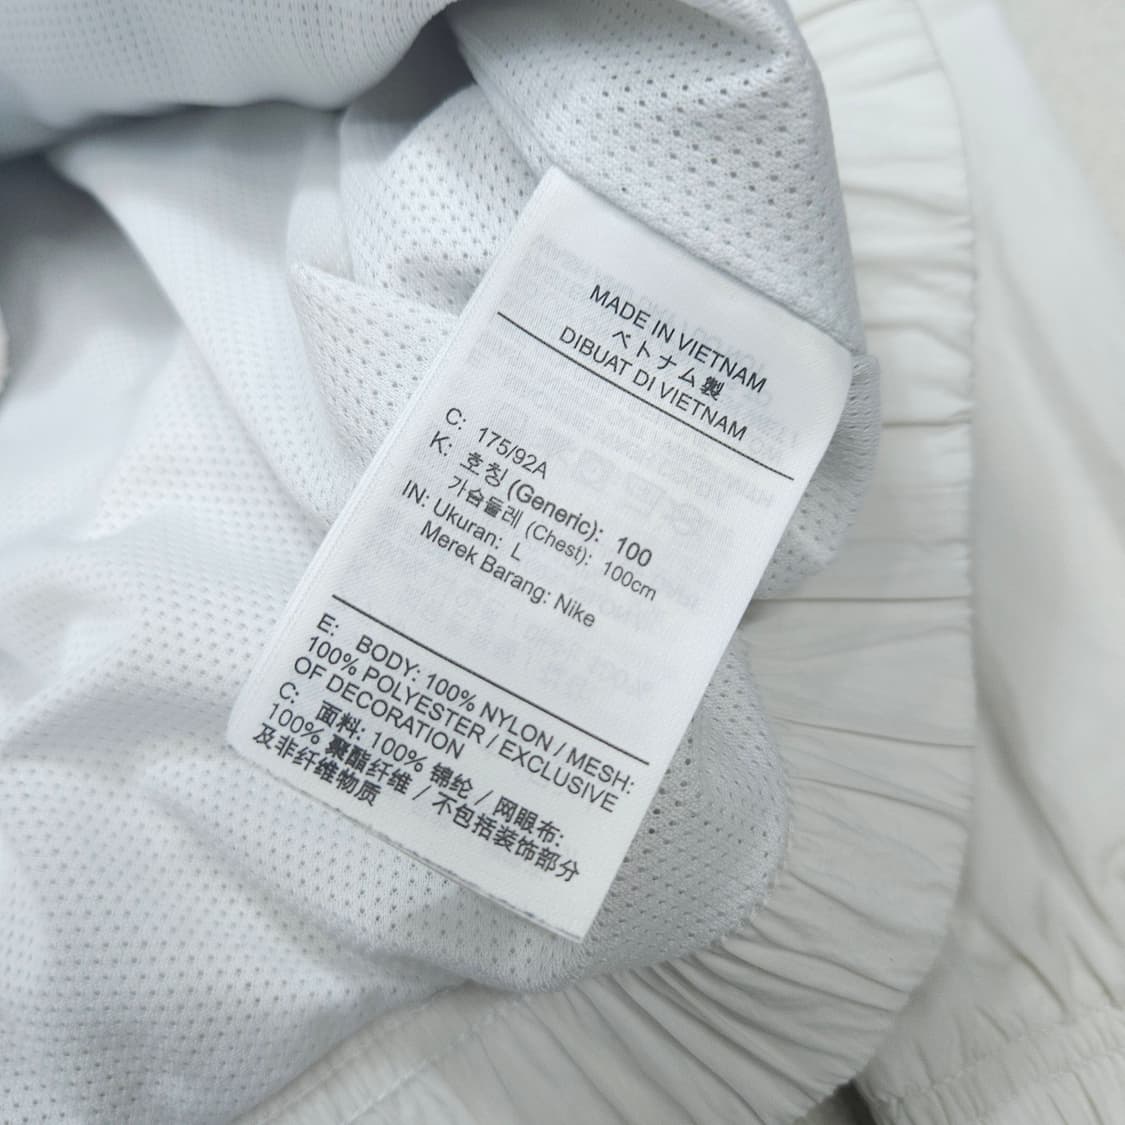 MADE IN VIETNAM
ベトナム製
DIBUAT DI VIETNAM
C: 175/92A
K: 호칭 (Generic): 100
가슴둘레 (Chest): 100cm
IN: Ukuran: L
Merek Barang: Nike
E: BODY: 100% NYLON / MESH:
100% POLYESTER / EXCLUSIVE
OF DECORATION
C: 面料: 100% 锦纶 / 网眼布:
100% 聚酯纤维 / 不包括装饰部分
及非纤维物质